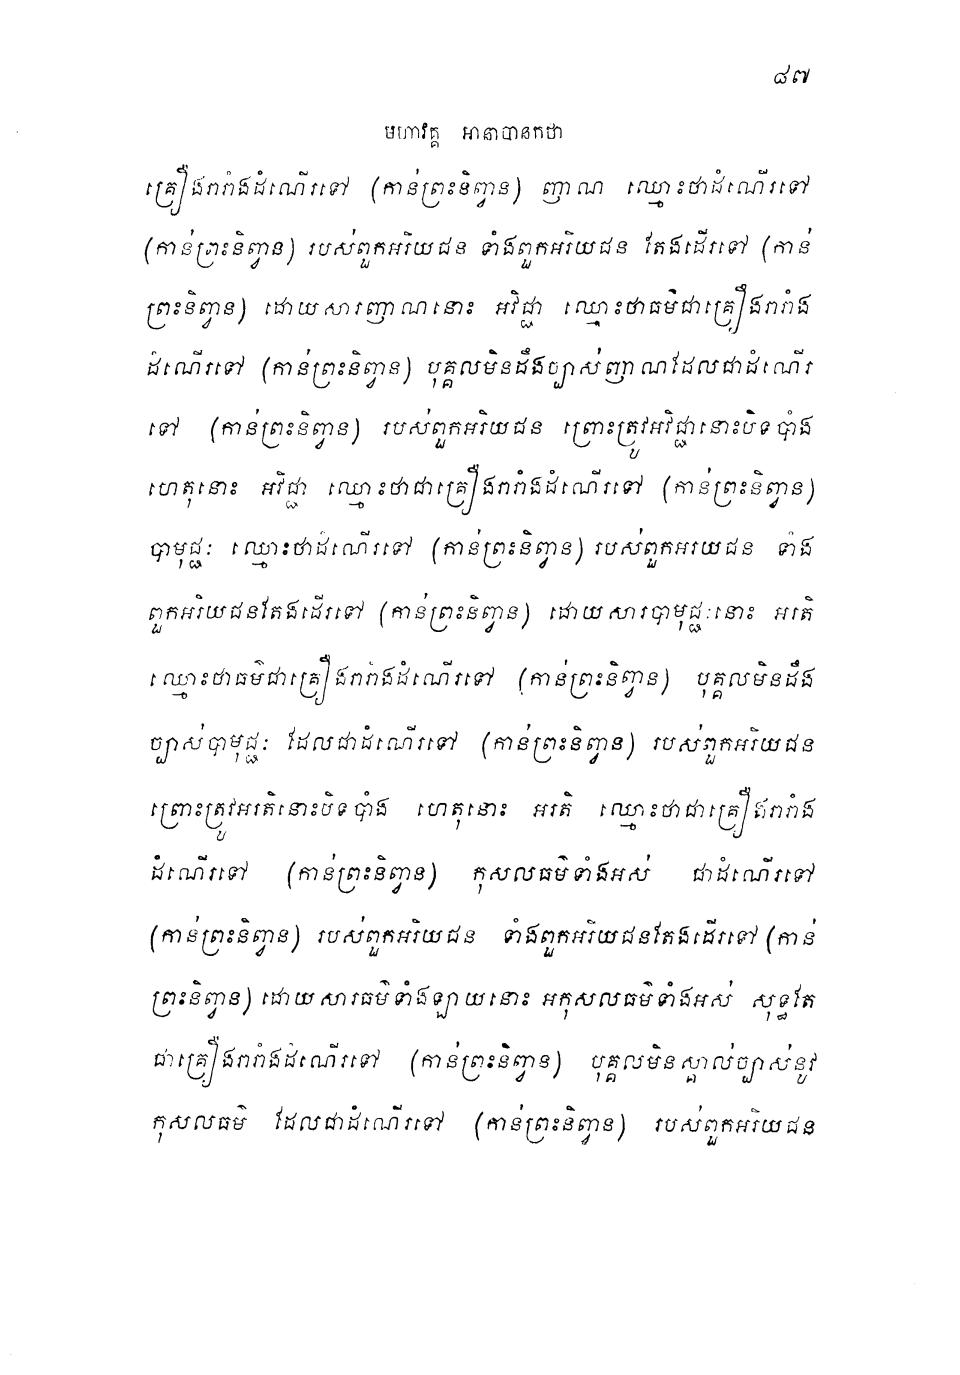 ៨៧
មហាវគ្គ អានាបានកថា
គ្រឿងរារាំងដំណើរទៅ (កាន់ព្រះនិព្វាន) ញាណ ឈ្មោះថាដំណើរទៅ
(កាន់ព្រះនិព្វាន) របស់ពួកអរិយជន ទាំងពួកអរិយជន តែងដើរទៅ (កាន់
ព្រះនិព្វាន) ដោយសារញាណនោះ អវិជ្ជា ឈ្មោះថាធម៌ជាគ្រឿងរារាំង
ដំណើរទៅ (កាន់ព្រះនិព្វាន) បុគ្គលមិនដឹងច្បាស់ញាណដែលជាដំណើរ
ទៅ (កាន់ព្រះនិព្វាន) របស់ពួកអរិយជន ព្រោះត្រូវអវិជ្ជានោះបិទបាំង
ហេតុនោះ អវិជ្ជា ឈ្មោះថាជាគ្រឿងរារាំងដំណើរទៅ (កាន់ព្រះនិព្វាន)
បាមុជ្ជៈ ឈ្មោះថាដំណើរទៅ (កាន់ព្រះនិព្វាន) របស់ពួកអរិយជន ទាំង
ពួកអរិយជនតែងដើរទៅ (កាន់ព្រះនិព្វាន) ដោយសារបាមុជ្ជៈនោះ អរតិ
ឈ្មោះថាធម៌ជាគ្រឿងរារាំងដំណើរទៅ (កាន់ព្រះនិព្វាន) បុគ្គលមិនដឹង
ច្បាស់បាមុជ្ជៈ ដែលជាដំណើរទៅ (កាន់ព្រះនិព្វាន) របស់ពួកអរិយជន
ព្រោះត្រូវអរតិនោះបិទបាំង ហេតុនោះ អរតិ ឈ្មោះថាជាគ្រឿងរារាំង
ដំណើរទៅ (កាន់ព្រះនិព្វាន) កុសលធម៌ទាំងអស់ ជាដំណើរទៅ
(កាន់ព្រះនិព្វាន) របស់ពួកអរិយជន ទាំងពួកអរិយជនតែងដើរទៅ (កាន់
ព្រះនិព្វាន) ដោយសារធម៌ទាំងឡាយនោះ អកុសលធម៌ទាំងអស់ សុទ្ធតែ
ជាគ្រឿងរារាំងដំណើរទៅ (កាន់ព្រះនិព្វាន) បុគ្គលមិនស្គាល់ច្បាស់នូវ
កុសលធម៌ ដែលជាដំណើរទៅ (កាន់ព្រះនិព្វាន) របស់ពួកអរិយជន